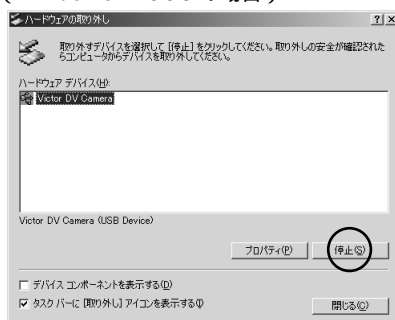 ハードウェアの取り外し
取り外すデバイスを選択して [停止] をクリックしてください。取り外しの安全が確認された
らコンピュータからデバイスを取り外してください。
ハードウェア デバイス(H):
Victor DV Camera
Victor DV Camera (USB Device)
プロパティ(P)
停止(S)
デバイス コンポーネントを表示する(D)
タスク バーに [取り外し] アイコンを表示する(I)
閉じる(C)